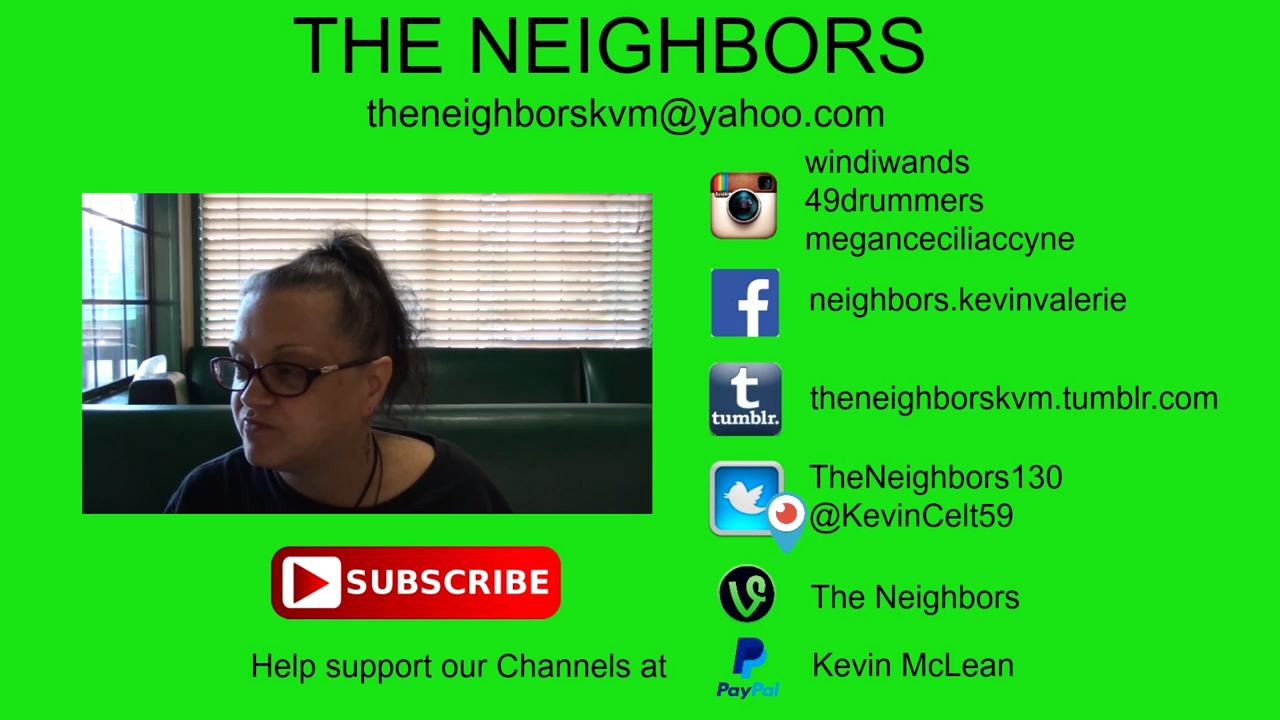 THE NEIGHBORS
theneighborskvm@yahoo.com
windiwands
49drummers
meganceciliaccyne
neighbors.kevinvalerie
tumblr.
theneighborskvm.tumblr.com
TheNeighbors130
@KevinCelt59
SUBSCRIBE
The Neighbors
Help support our Channels at
PayPal
Kevin McLean